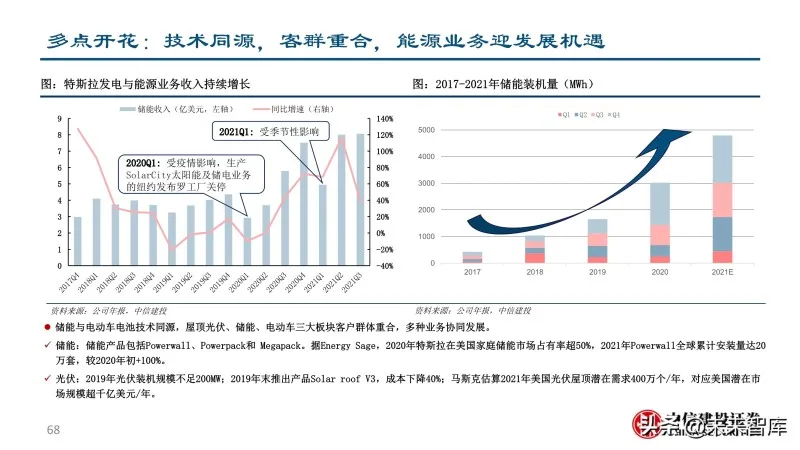 多点开花：技术同源，客群重合，能源业务迎发展机遇
图：特斯拉发电与能源业务收入持续增长
储能收入（亿美元，左轴）
同比增速（右轴）
9
8
7
6
5
4
3
2
1
0
140%
120%
100%
80%
60%
40%
20%
0%
-20%
-40%
2021Q1：受季节性影响
2020Q1：受疫情影响，生产
SolarCity太阳能及储电业务
的纽约发布罗工厂关停
2017Q1
2018Q1
2018Q2
2018Q3
2018Q4
2019Q1
2019Q2
2019Q3
2019Q4
2020Q1
2020Q2
2020Q3
2020Q4
2021Q1
2021Q2
2021Q3
资料来源：公司年报，中信建投
图：2017-2021年储能装机量（MWh）
Q1 Q2 Q3 Q4
5000
4000
3000
2000
1000
0
2017
2018
2019
2020
2021E
资料来源：公司年报，中信建投
储能与电动车电池技术同源，屋顶光伏、储能、电动车三大板块客户群体重合，多种业务协同发展。
储能：储能产品包括Powerwall、Powerpack和 Megapack。据Energy Sage，2020年特斯拉在美国家庭储能市场占有率超50%，2021年Powerwall全球累计安装量达20
万套，较2020年初+100%。
光伏：2019年光伏装机规模不足200MW；2019年末推出产品Solar roof V3，成本下降40%；马斯克估算2021年美国光伏屋顶潜在需求400万个/年，对应美国潜在市
场规模超千亿美元/年。
68
中信建投证券
头条@未来智库